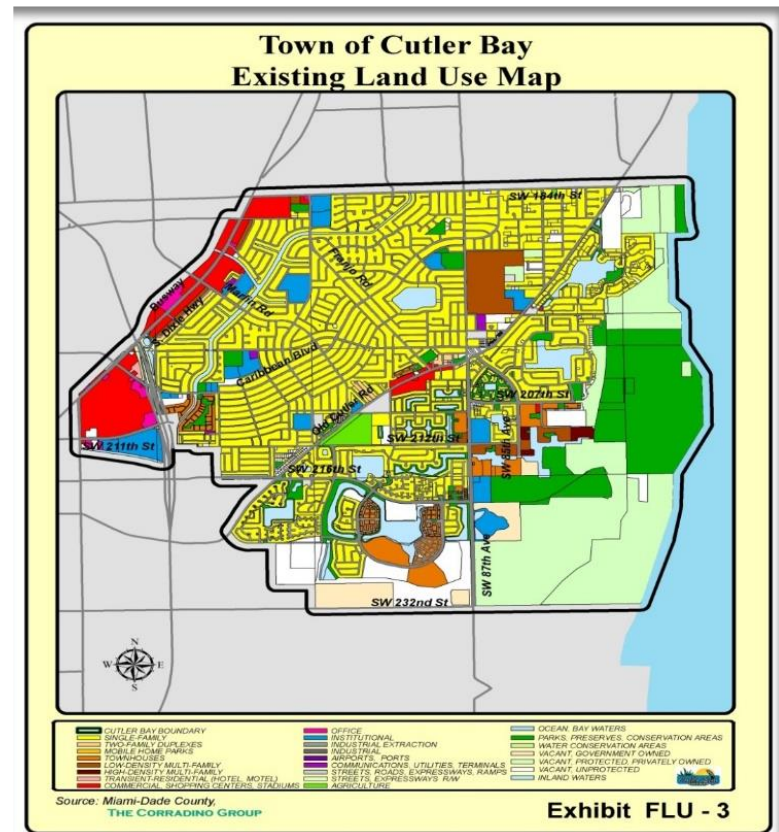 Town of Cutler Bay
Existing Land Use Map
SW 184th St
Franjo Rd
Busway
S. Dixie Hwy
Marlin Rd
Caribbean Blvd
Old Cutler Rd
SW 207th St
SW 211th St
SW 212th St
SW 85th Ave
SW 216th St
SW 87th Ave
SW 232nd St
N
W E
S
CUTLER BAY BOUNDARY
SINGLE-FAMILY
TWO-FAMILY DUPLEXES
MOBILE HOME PARKS
TOWNHOUSES
LOW-DENSITY MULTI-FAMILY
HIGH-DENSITY MULTI-FAMILY
TRANSIENT-RESIDENTIAL (HOTEL, MOTEL)
COMMERCIAL, SHOPPING CENTERS, STADIUMS
OFFICE
INSTITUTIONAL
INDUSTRIAL EXTRACTION
INDUSTRIAL
AIRPORTS, PORTS
COMMUNICATIONS, UTILITIES, TERMINALS
STREETS, ROADS, EXPRESSWAYS, RAMPS
STREETS, EXPRESSWAYS R/W
AGRICULTURE
OCEAN, BAY WATERS
PARKS, PRESERVES, CONSERVATION AREAS
WATER CONSERVATION AREAS
VACANT, GOVERNMENT OWNED
VACANT, PROTECTED, PRIVATELY OWNED
VACANT, UNPROTECTED
INLAND WATERS
Source: Miami-Dade County,
THE CORRADINO GROUP
Exhibit FLU - 3